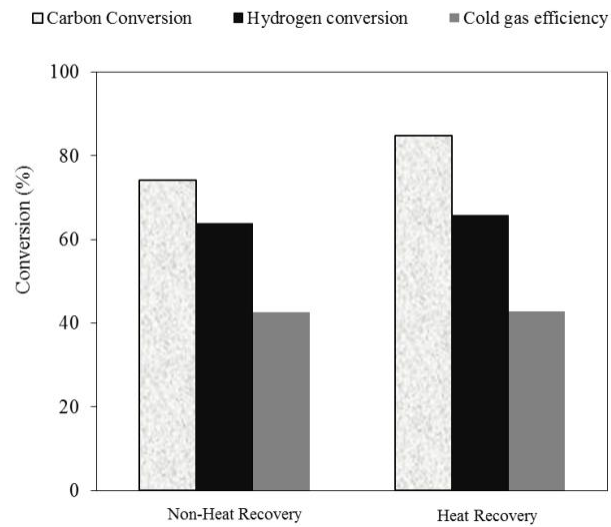 Carbon Conversion Hydrogen conversion Cold gas efficiency
100
80
60
40
20
0
Conversion (%)
Non-Heat Recovery Heat Recovery